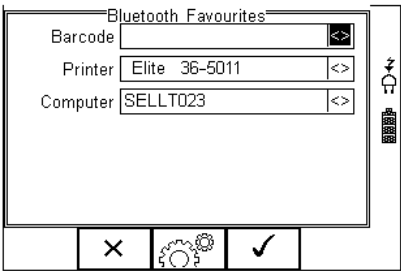 Bluetooth Favourites
Barcode <>
Printer Elite 36-5011 <>
Computer SELLT023 <>